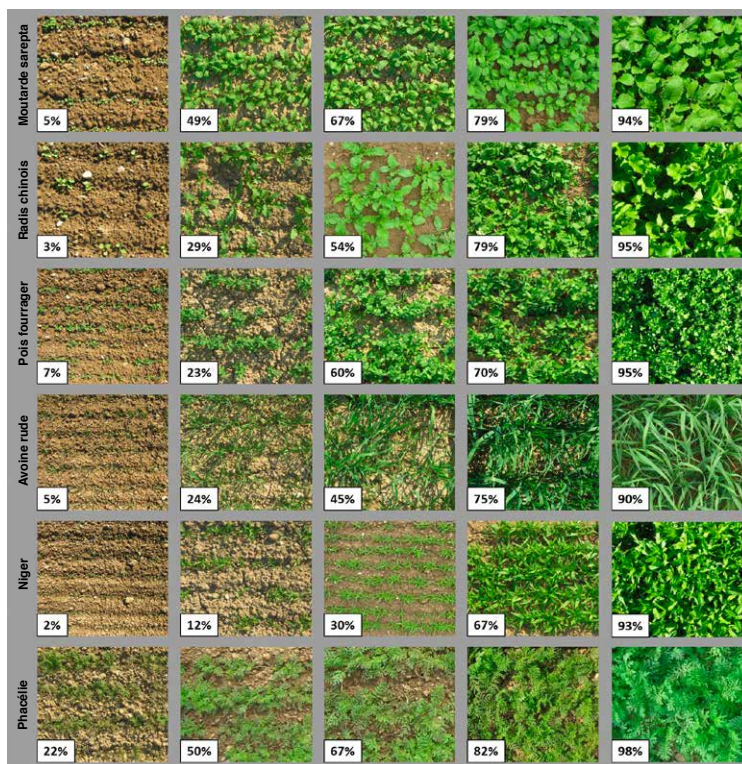 Moutarde sarepta
5% 49% 67% 79% 94%
Radis chinois
3% 29% 54% 79% 95%
Pois fourrager
7% 23% 60% 70% 95%
Avoine rude
5% 24% 45% 75% 90%
Niger
2% 12% 30% 67% 93%
Phacélie
22% 50% 67% 82% 98%